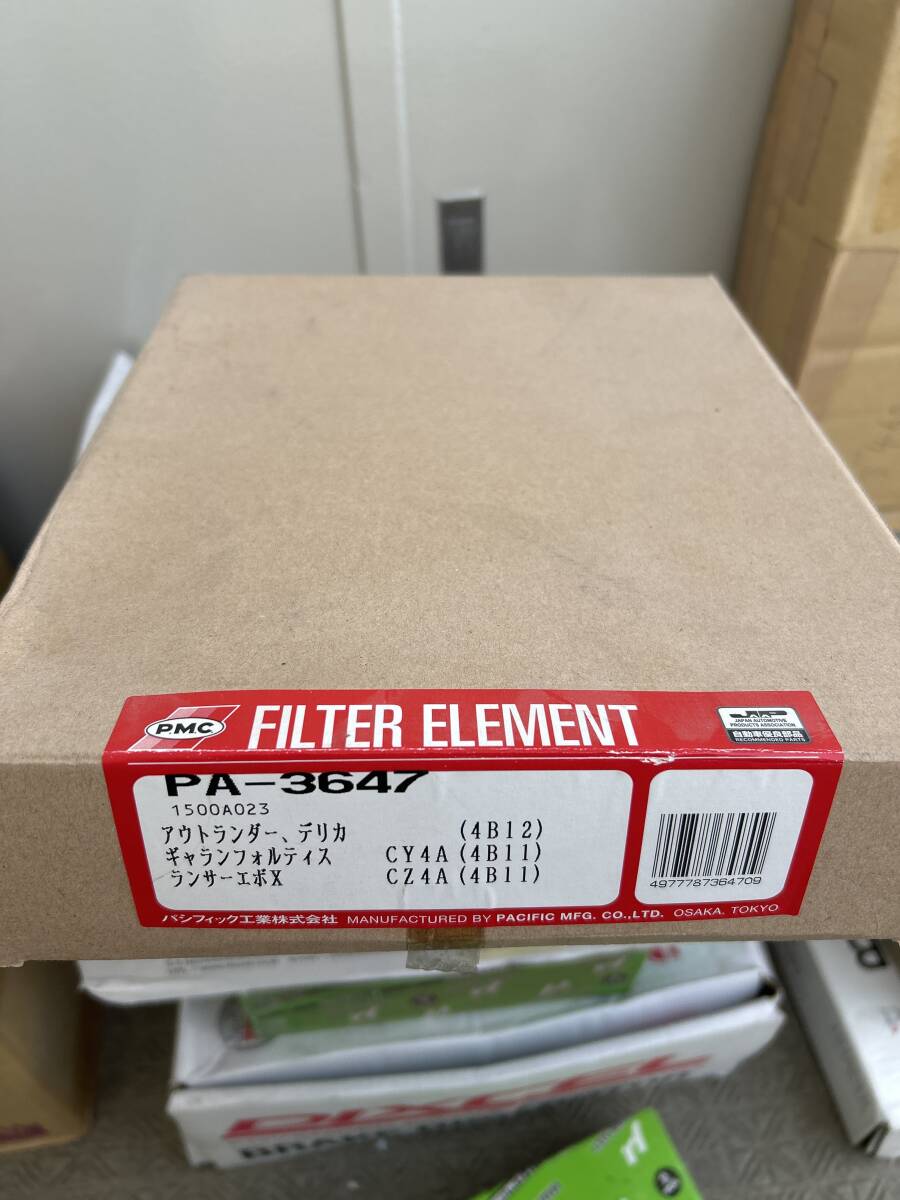 PMC FILTER ELEMENT
JAPAN AUTOMOTIVE
PRODUCTS ASSOCIATION
自動車優良部品
RECOMMENDED PARTS
PA-3647
1500A023
アウトランダー、デリカ (4B12)
ギャランフォルティス CY4A (4B11)
ランサーエボX CZ4A (4B11)
4977787364709
パシフィック工業株式会社 MANUFACTURED BY PACIFIC MFG. CO.,LTD. OSAKA. TOKYO
DIXCEL